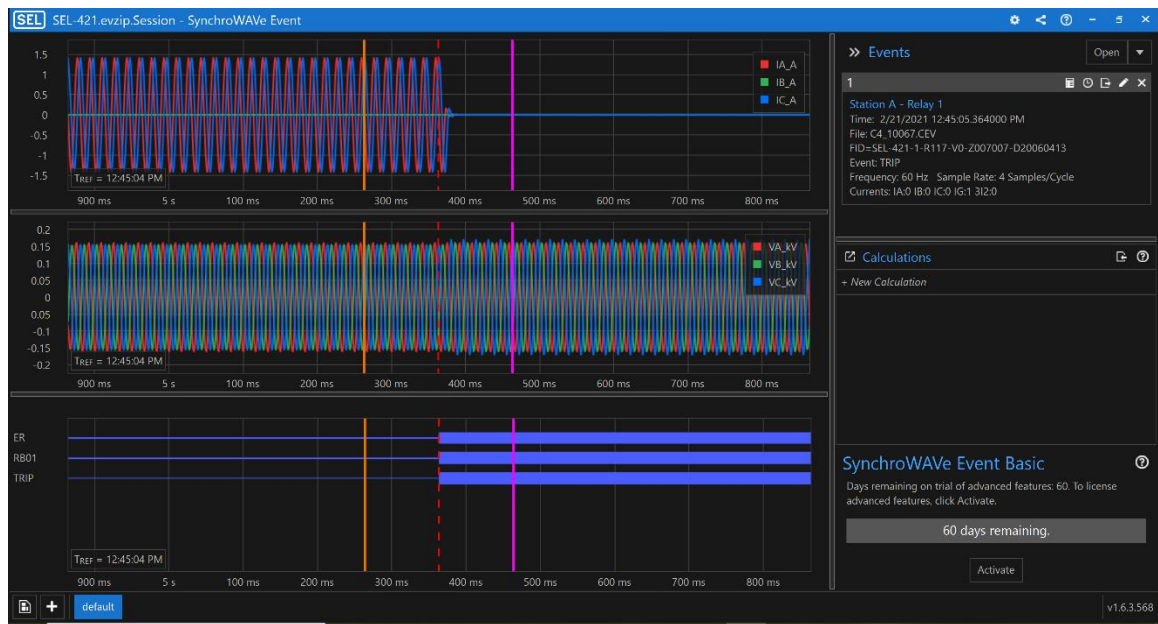 SEL SEL-421.evzip.Session - SynchroWAVe Event
1.5
1
0.5
0
-0.5
-1
-1.5
IA_A
IB_A
IC_A
TREF = 12:45:04 PM
900 ms 5 s 100 ms 200 ms 300 ms 400 ms 500 ms 600 ms 700 ms 800 ms
0.2
0.15
0.1
0.05
0
0.05
-0.1
-0.15
-0.2
VA_kV
VB_kV
VC_kV
TREF = 12:45:04 PM
900 ms 5 s 100 ms 200 ms 300 ms 400 ms 500 ms 600 ms 700 ms 800 ms
ER
RB01
TRIP
TREF = 12:45:04 PM
900 ms 5 s 100 ms 200 ms 300 ms 400 ms 500 ms 600 ms 700 ms 800 ms
Events
Open
1
Station A - Relay 1
Time: 2/21/2021 12:45:05.364000 PM
File: C4_10067.CEV
FID=SEL-421-1-R117-V0-Z007007-D20060413
Event: TRIP
Frequency: 60 Hz Sample Rate: 4 Samples/Cycle
Currents: IA:0 IB:0 IC:0 IG:1 3I2:0
Calculations
+ New Calculation
SynchroWAVe Event Basic
Days remaining on trial of advanced features: 60. To license
advanced features, click Activate.
60 days remaining.
Activate
default
v1.6.3.568